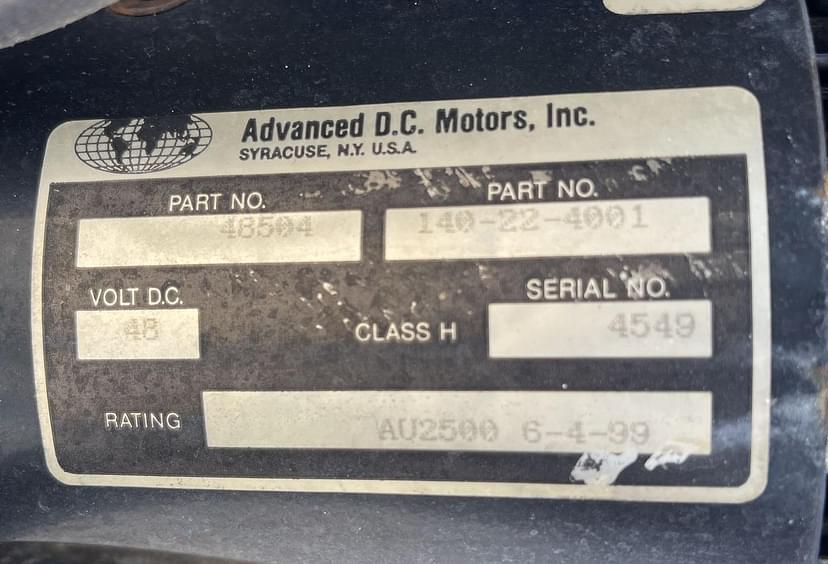 Advanced D.C. Motors, Inc.
SYRACUSE, N.Y. U.S.A.
PART NO. PART NO.
48504 140-22-4001
VOLT D.C. SERIAL NO.
48 CLASS H 4549
RATING AU2500 6-4-99